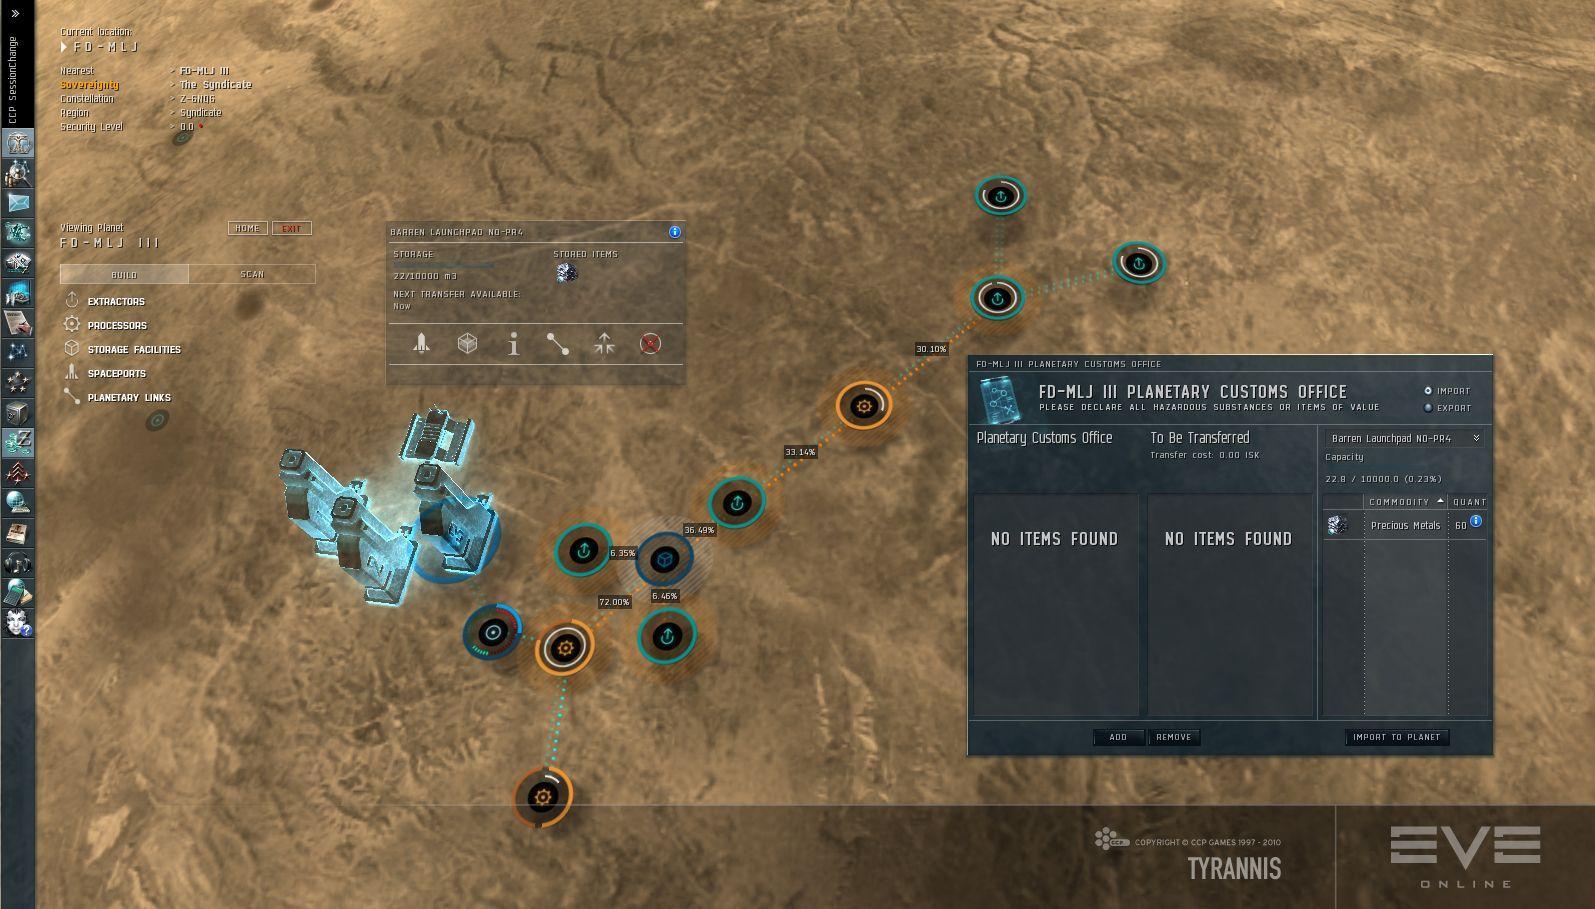 CCP SessionChange
Current location:
FD-MLJ
Nearest > FD-MLJ III
Sovereignty > The Syndicate
Constellation > Z-6NQ6
Region > Syndicate
Security Level > 0.0
Viewing Planet
FD-MLJ III
HOME EXIT
BUILD SCAN
EXTRACTORS
PROCESSORS
STORAGE FACILITIES
SPACEPORTS
PLANETARY LINKS
BARREN LAUNCHPAD NO-PR4
STORAGE STORED ITEMS
22/10000 m3
NEXT TRANSFER AVAILABLE:
Now
30.10%
33.14%
36.49%
6.35%
6.46%
72.00%
FD-MLJ III PLANETARY CUSTOMS OFFICE
FD-MLJ III PLANETARY CUSTOMS OFFICE
PLEASE DECLARE ALL HAZARDOUS SUBSTANCES OR ITEMS OF VALUE
IMPORT
EXPORT
Planetary Customs Office
To Be Transferred
Transfer cost: 0.00 ISK
Barren Launchpad NO-PR4
Capacity
22.8 / 10000.0 (0.23%)
COMMODITY QUANT
Precious Metals 60
NO ITEMS FOUND
NO ITEMS FOUND
ADD REMOVE
IMPORT TO PLANET
CCP COPYRIGHT © CCP GAMES 1997 - 2010
TYRANNIS
EVE
ONLINE